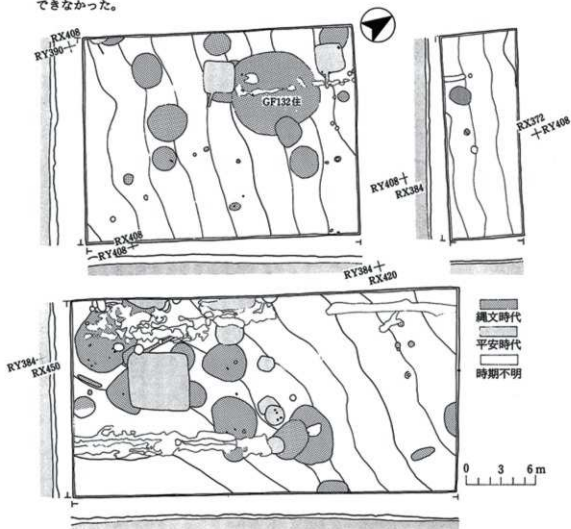 できなかった。
RX408
RY390
GF132住
RX372
RY408
RY408
RX384
RX408
RY408
RY384
RX420
RY384
RX450
縄文時代
平安時代
時期不明
0 3 6m